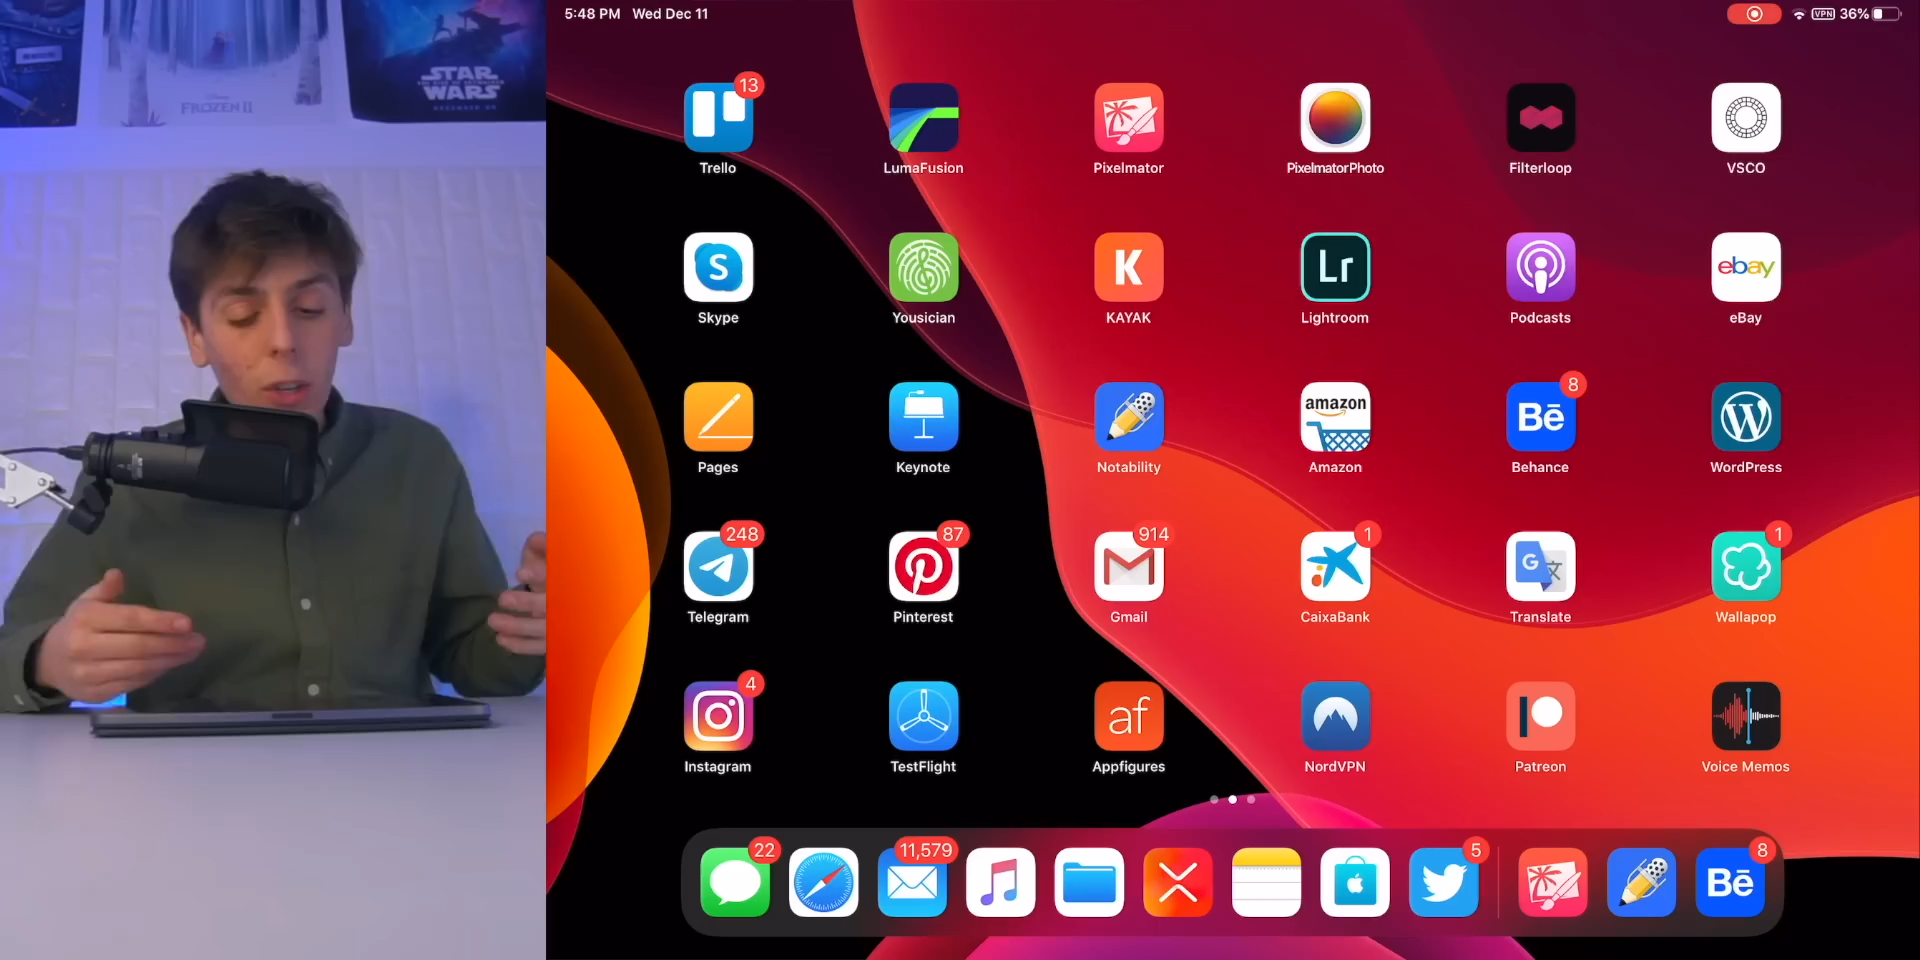 5:48 PM Wed Dec 11
VPN 36%
FROZEN II
STAR
WARS
13
Trello
LumaFusion
Pixelmator
PixelmatorPhoto
Filterloop
VSCO
S
K
Lr
ebay
Skype
Yousician
KAYAK
Lightroom
Podcasts
eBay
amazon
Bē
8
Pages
Keynote
Notability
Amazon
Behance
WordPress
248
87
914
1
G
1
Telegram
Pinterest
Gmail
CaixaBank
Translate
Wallapop
4
af
Instagram
TestFlight
Appfigures
NordVPN
Patreon
Voice Memos
22
11,579
5
Bē
8